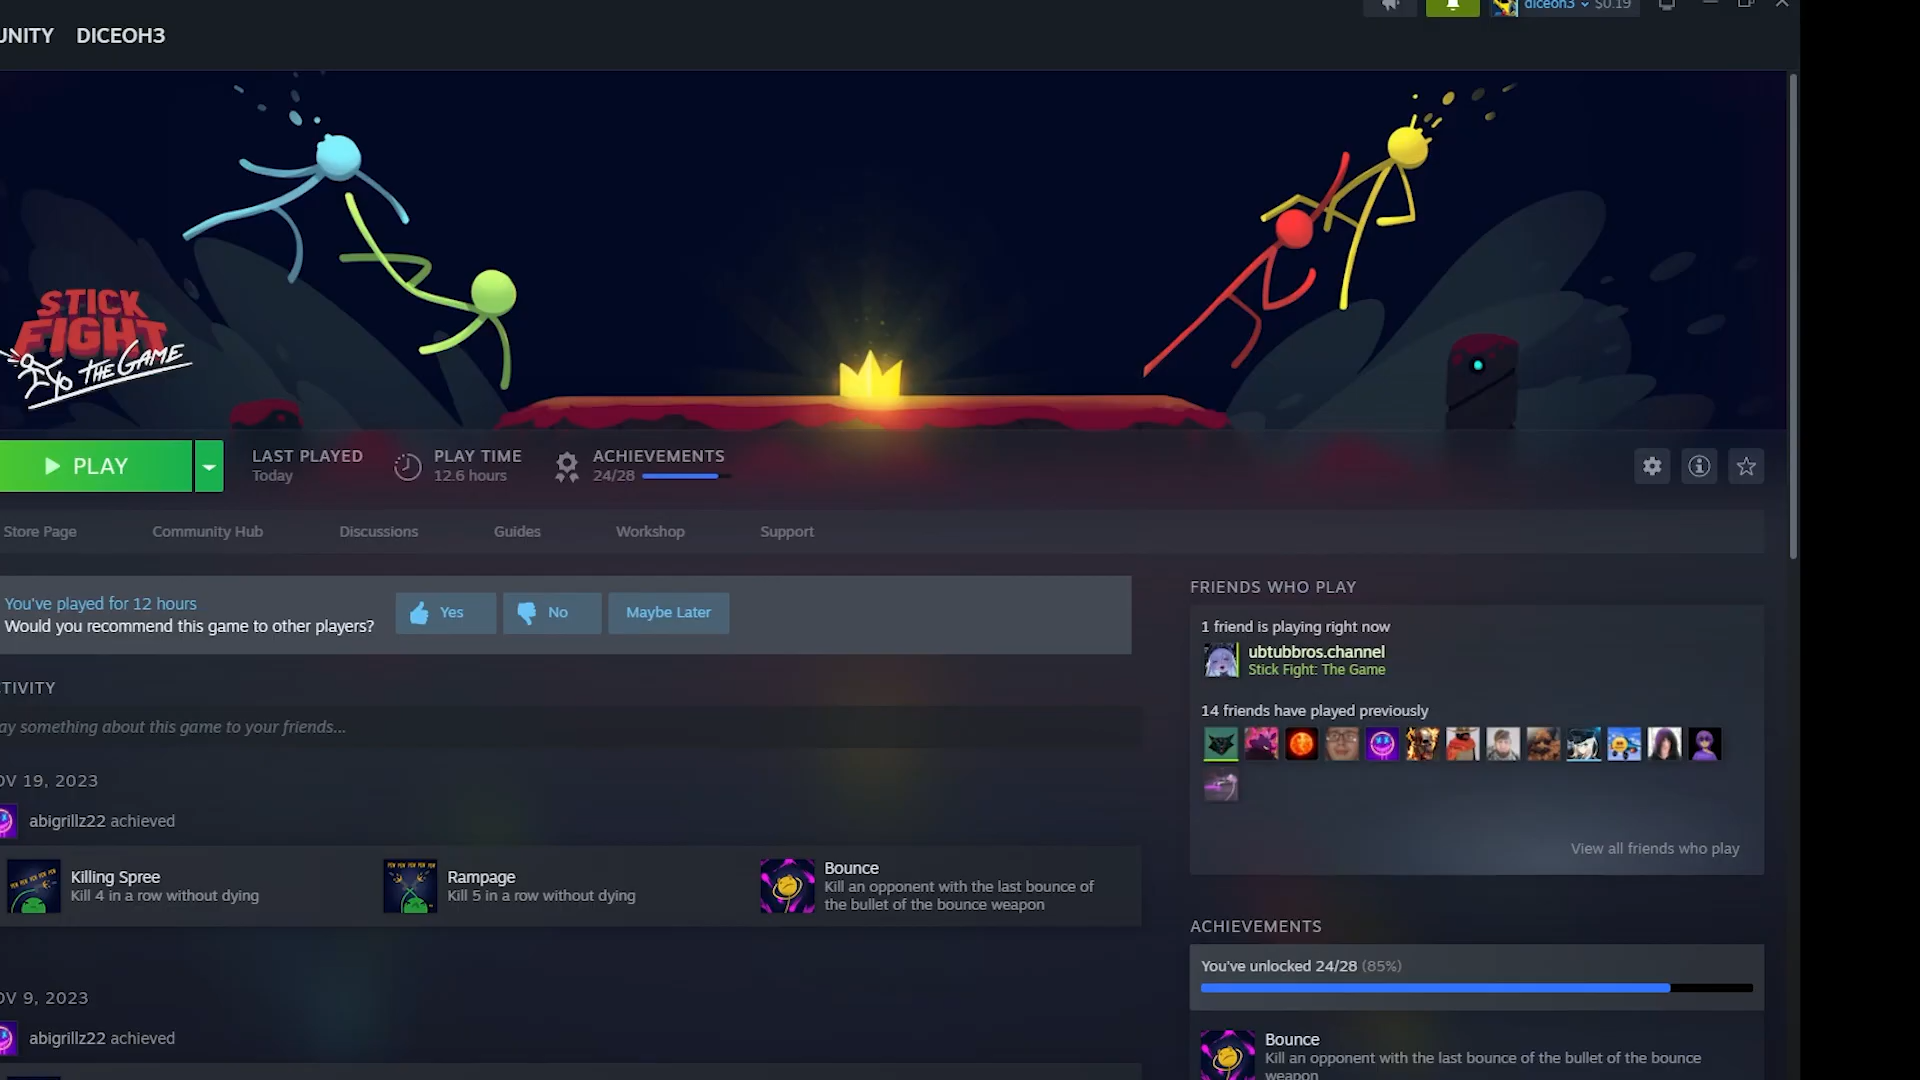 diceoh3 $0.19
UNITY DICEOH3
STICK
FIGHT
THE GAME
PLAY
LAST PLAYED
Today
PLAY TIME
12.6 hours
ACHIEVEMENTS
24/28
Store Page Community Hub Discussions Guides Workshop Support
You've played for 12 hours
Would you recommend this game to other players?
Yes
No
Maybe Later
FRIENDS WHO PLAY
1 friend is playing right now
ubtubbros.channel
Stick Fight: The Game
14 friends have played previously
View all friends who play
TIVITY
ay something about this game to your friends...
OV 19, 2023
abigrillz22 achieved
Killing Spree
Kill 4 in a row without dying
Rampage
Kill 5 in a row without dying
Bounce
Kill an opponent with the last bounce of
the bullet of the bounce weapon
OV 9, 2023
abigrillz22 achieved
ACHIEVEMENTS
You've unlocked 24/28 (85%)
Bounce
Kill an opponent with the last bounce of the bullet of the bounce
weapon